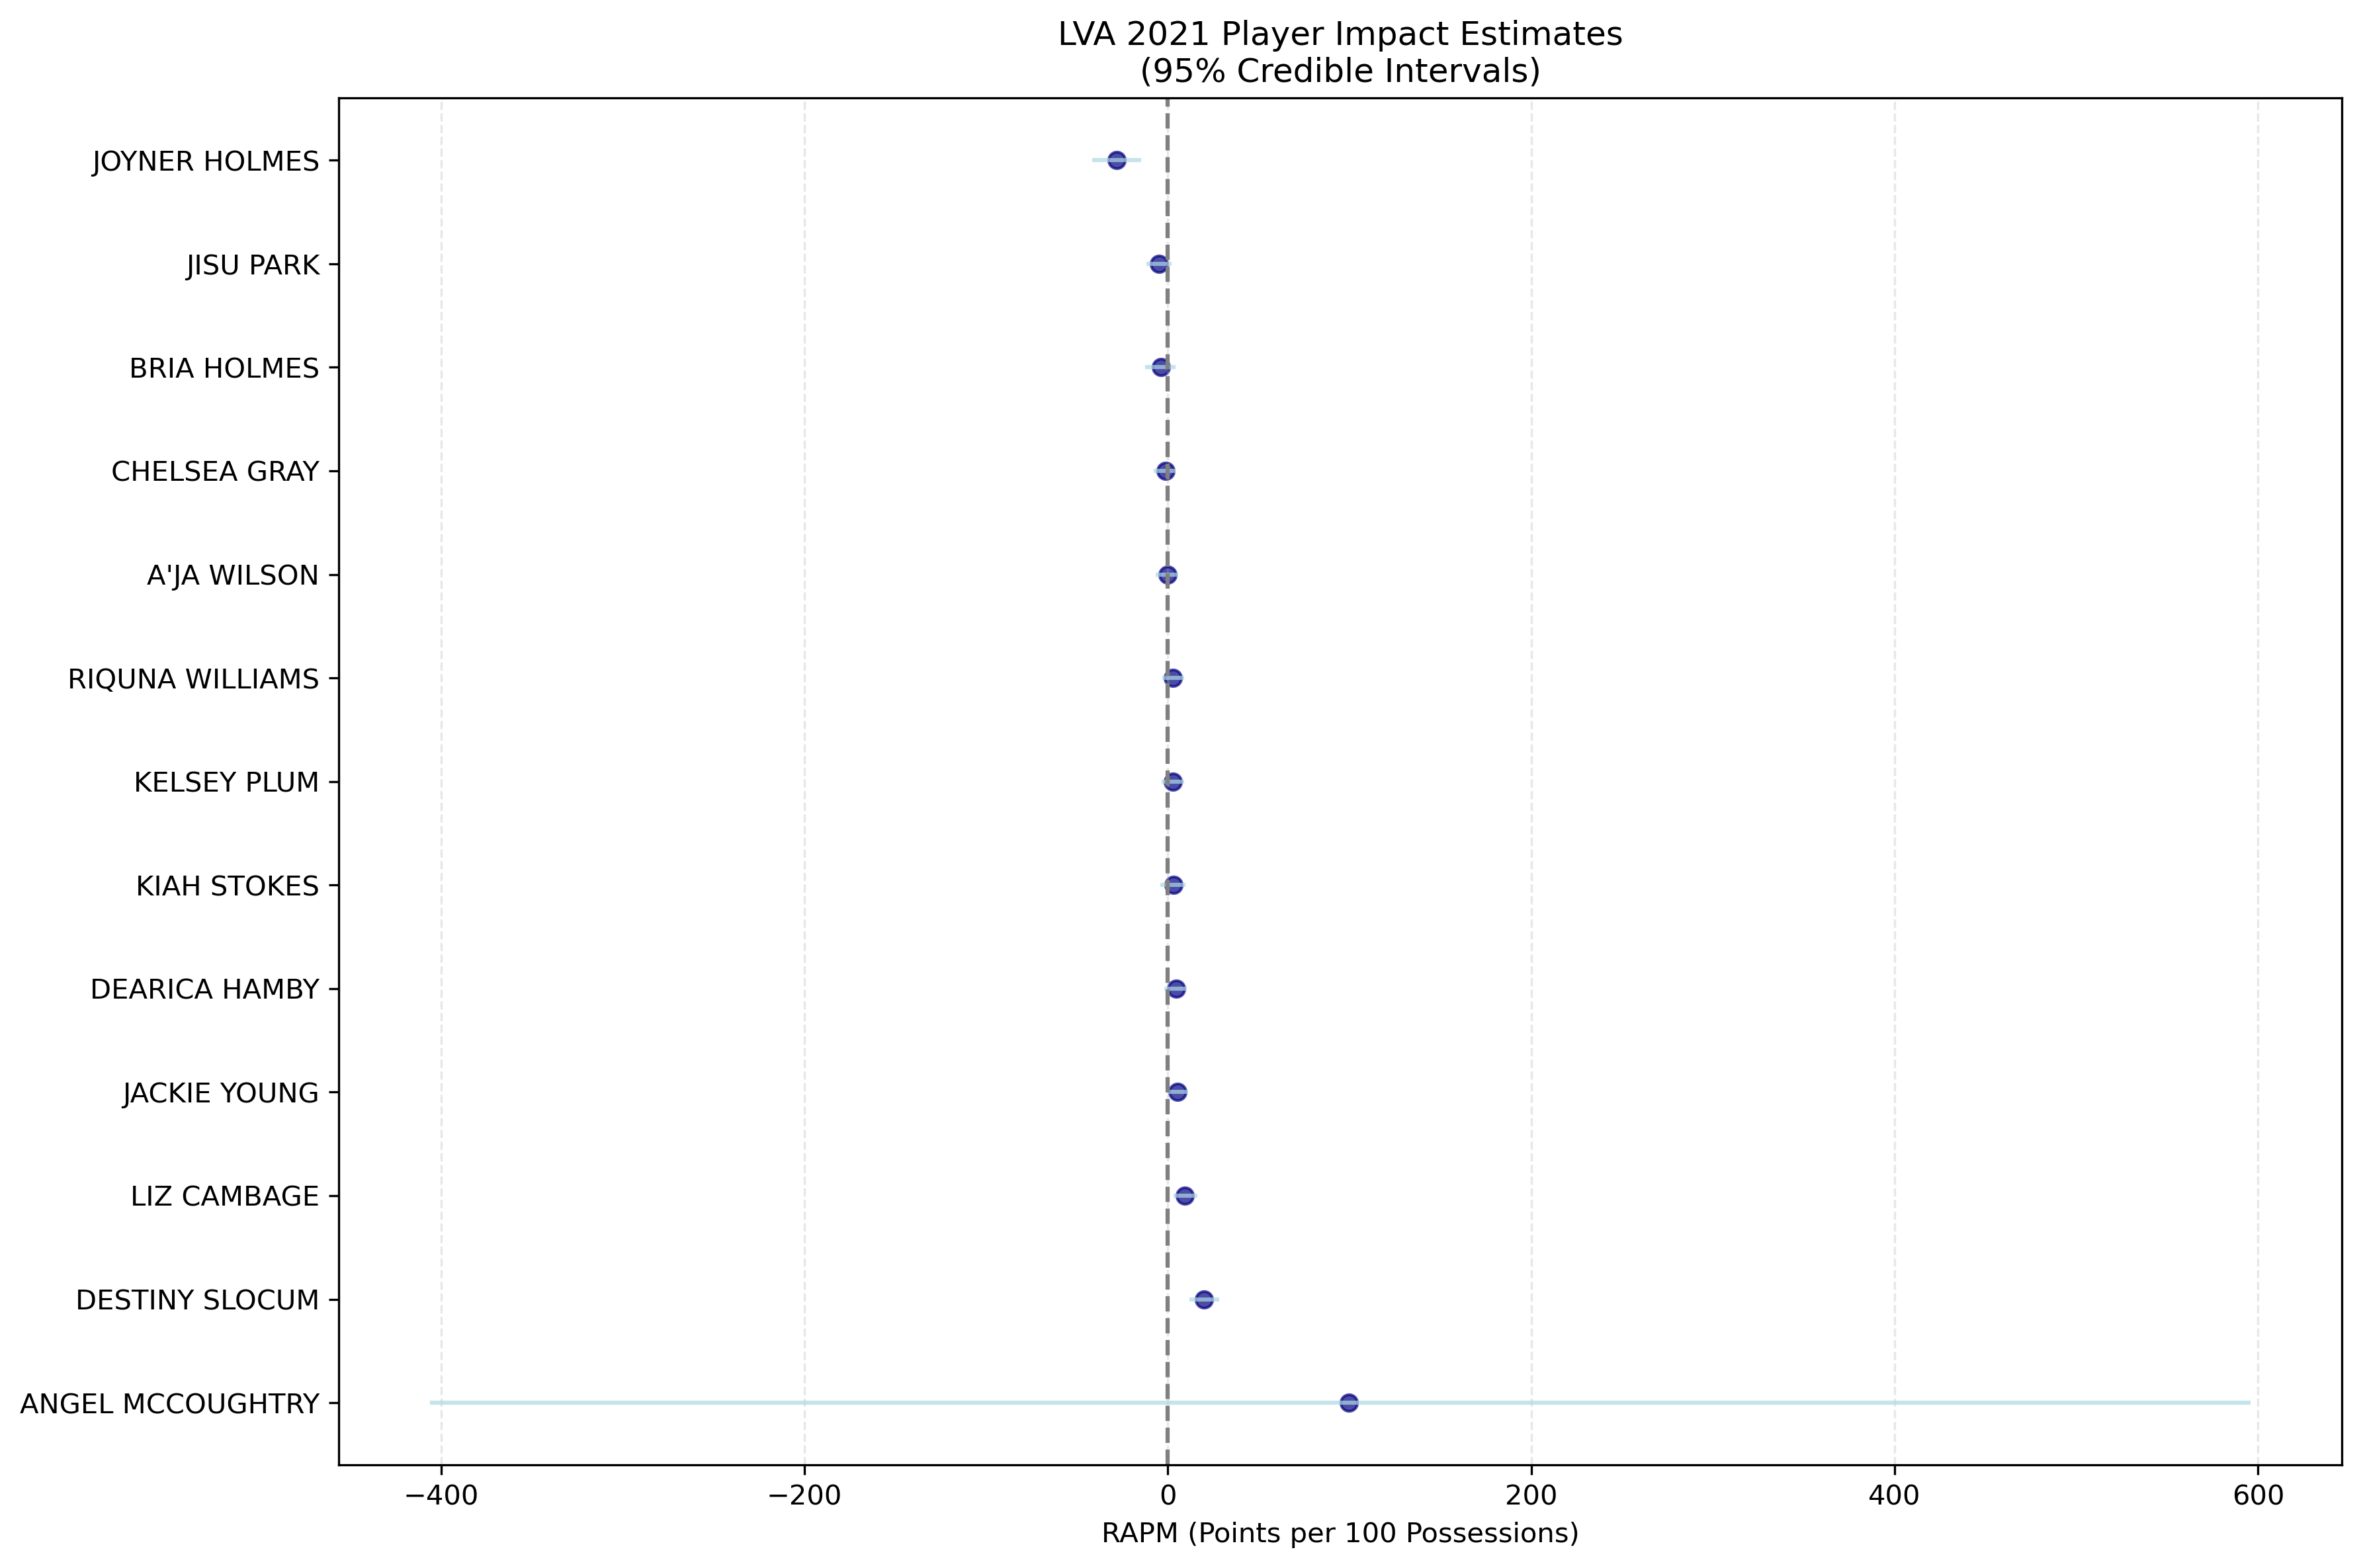 LVA 2021 Player Impact Estimates
(95% Credible Intervals)
JOYNER HOLMES
JISU PARK
BRIA HOLMES
CHELSEA GRAY
A'JA WILSON
RIQUNA WILLIAMS
KELSEY PLUM
KIAH STOKES
DEARICA HAMBY
JACKIE YOUNG
LIZ CAMBAGE
DESTINY SLOCUM
ANGEL MCCOUGHTRY
−400 −200 0 200 400 600
RAPM (Points per 100 Possessions)